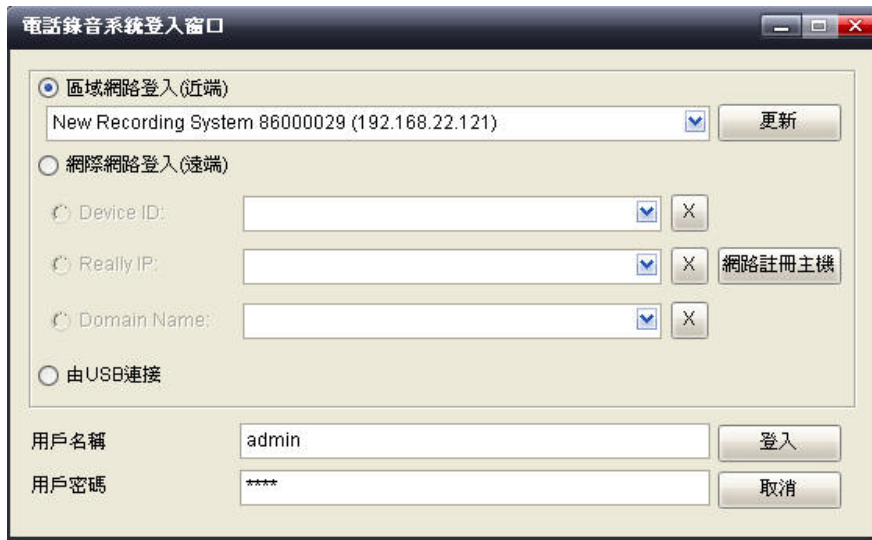 電話錄音系統登入窗口
區域網路登入(近端)
New Recording System 86000029 (192.168.22.121)
更新
網際網路登入(遠端)
Device ID:
X
Really IP:
X
網路註冊主機
Domain Name:
X
由USB連接
用戶名稱
admin
登入
用戶密碼
****
取消